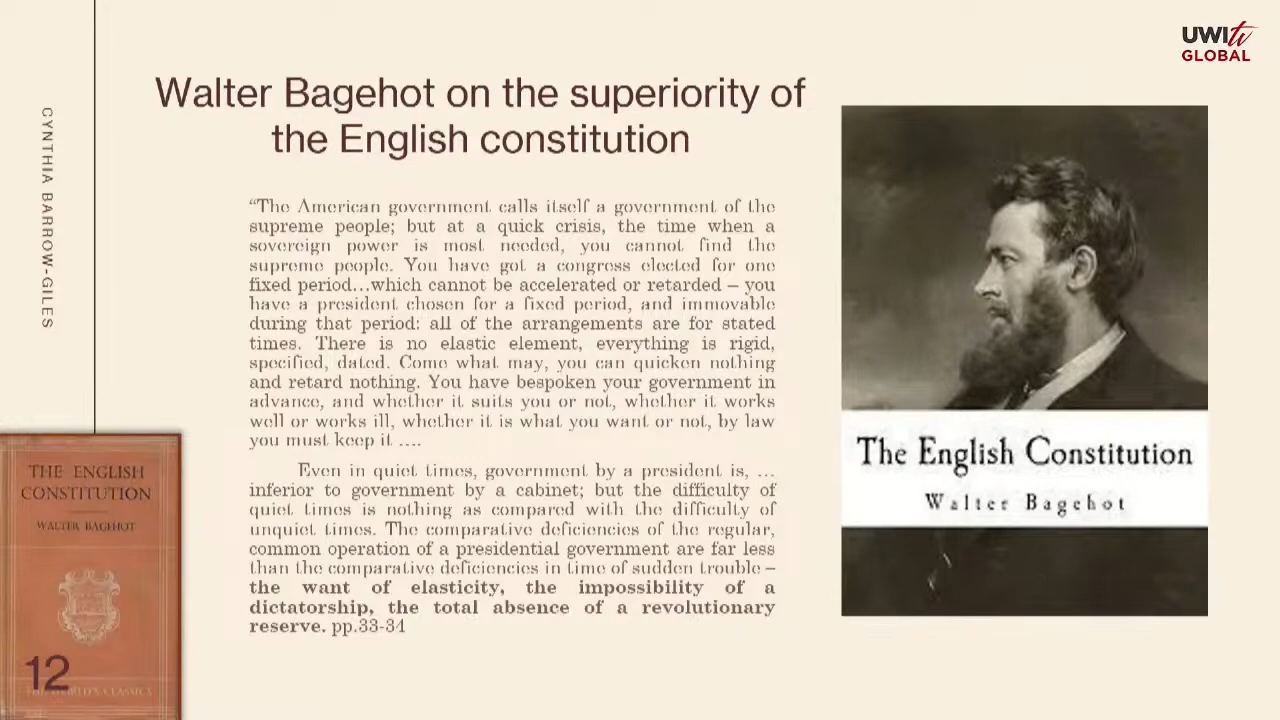 UWI tv
GLOBAL
CYNTHIA BARROW-GILES
Walter Bagehot on the superiority of
the English constitution
“The American government calls itself a government of the
supreme people; but at a quick crisis, the time when a
sovereign power is most needed, you cannot find the
supreme people. You have got a congress elected for one
fixed period…which cannot be accelerated or retarded – you
have a president chosen for a fixed period, and immovable
during that period: all of the arrangements are for stated
times. There is no elastic element, everything is rigid,
specified, dated. Come what may, you can quicken nothing
and retard nothing. You have bespoken your government in
advance, and whether it suits you or not, whether it works
well or works ill, whether it is what you want or not, by law
you must keep it ….
Even in quiet times, government by a president is, …
inferior to government by a cabinet; but the difficulty of
quiet times is nothing as compared with the difficulty of
unquiet times. The comparative deficiencies of the regular,
common operation of a presidential government are far less
than the comparative deficiencies in time of sudden trouble –
the want of elasticity, the impossibility of a
dictatorship, the total absence of a revolutionary
reserve. pp.33-34
The English Constitution
Walter Bagehot
THE ENGLISH
CONSTITUTION
WALTER BAGEHOT
12
WORLD'S CLASSICS